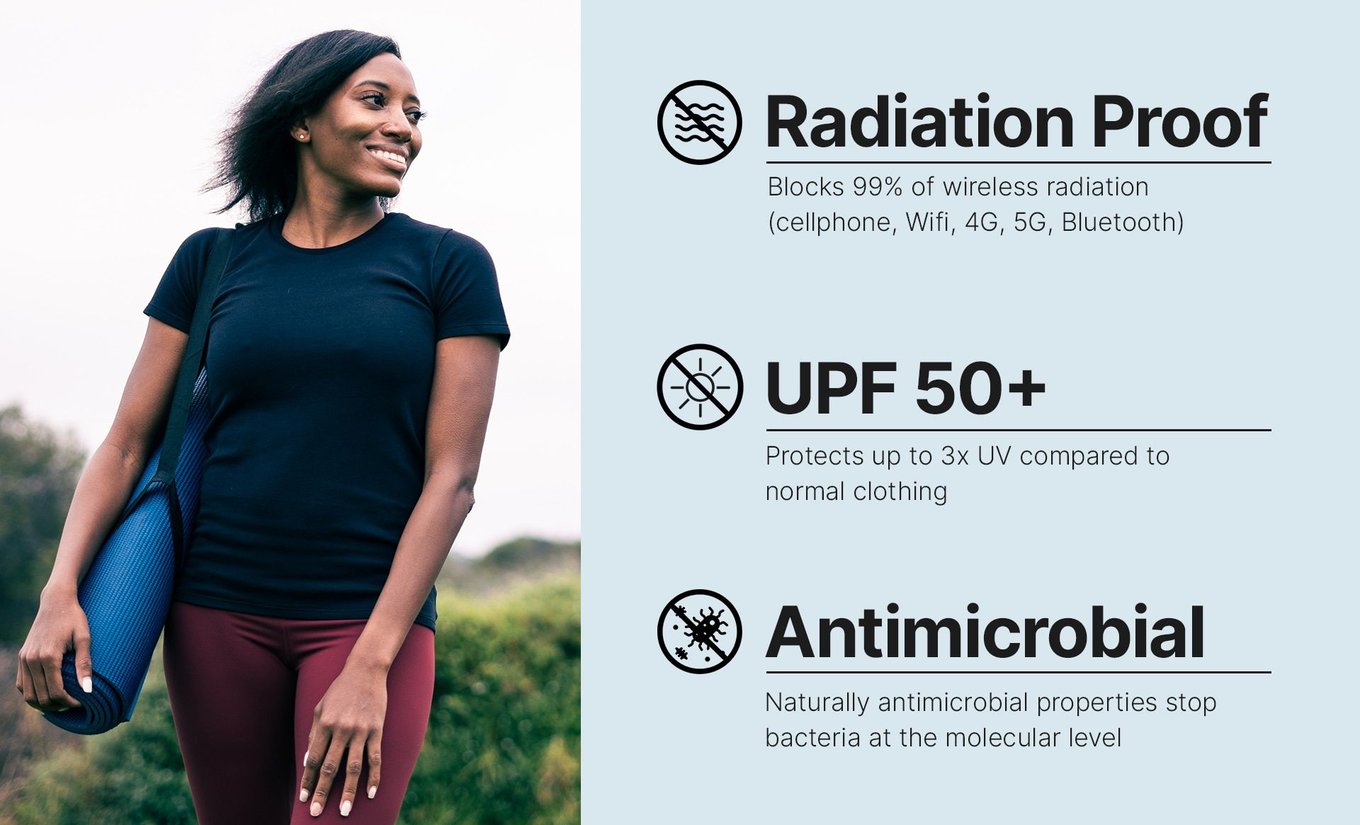 Radiation Proof
Blocks 99% of wireless radiation
(cellphone, Wifi, 4G, 5G, Bluetooth)
UPF 50+
Protects up to 3x UV compared to
normal clothing
Antimicrobial
Naturally antimicrobial properties stop
bacteria at the molecular level